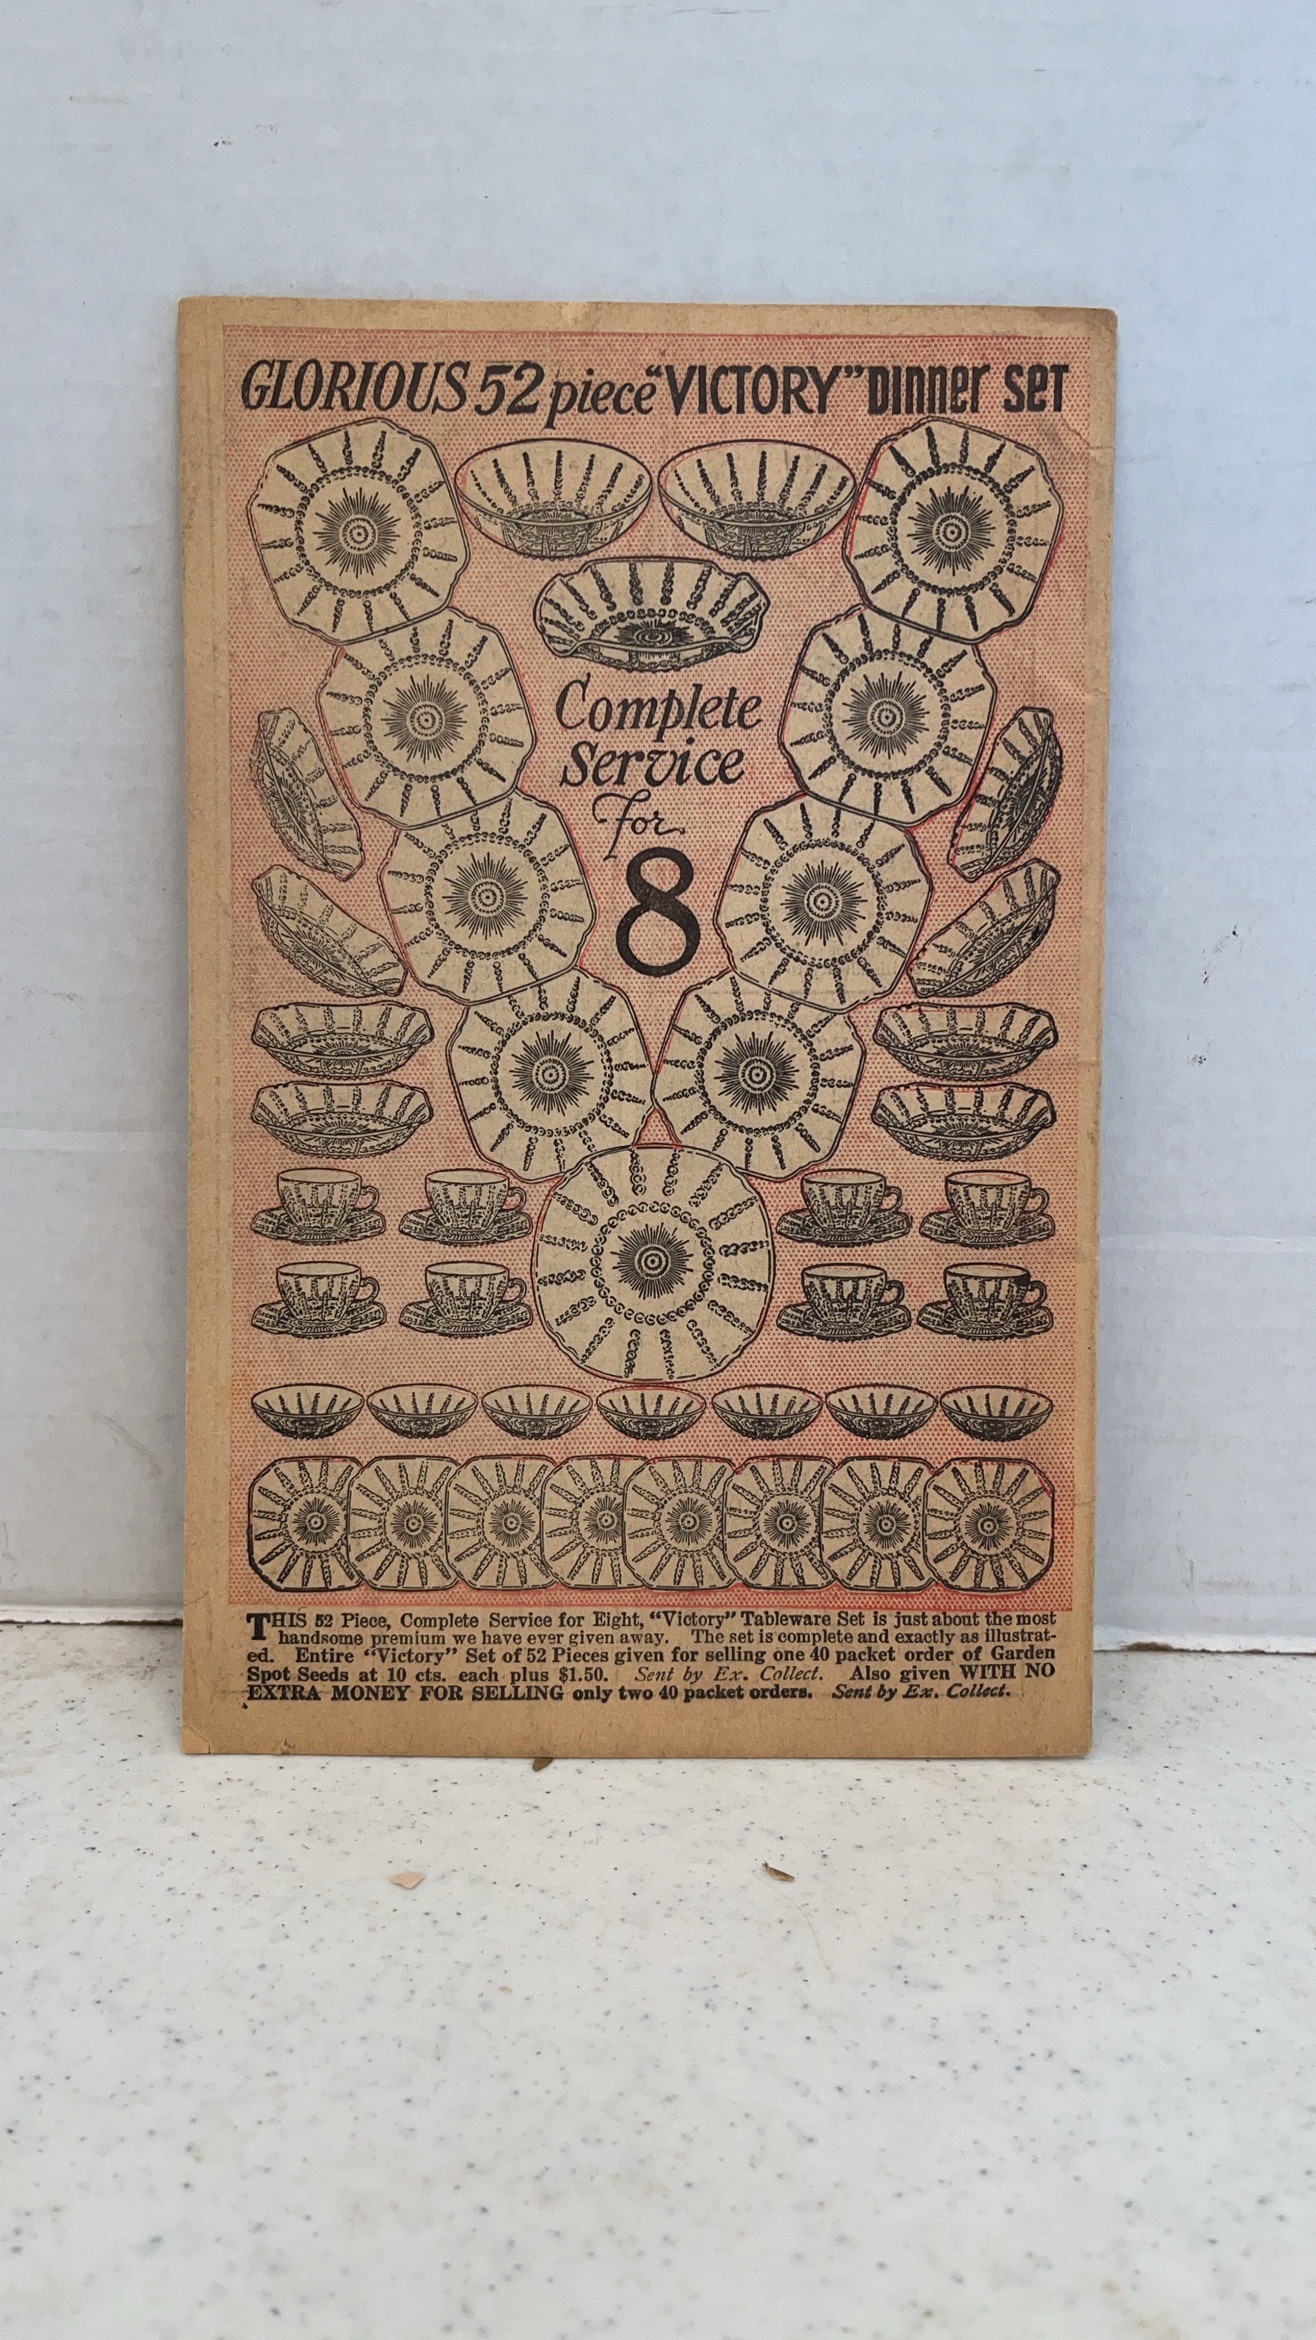 GLORIOUS 52 piece "VICTORY" DINNER SET
Complete
Service
For
8
THIS 52 Piece, Complete Service for Eight, "Victory" Tableware Set is just about the most
handsome premium we have ever given away. The set is complete and exactly as illustrat-
ed. Entire "Victory" Set of 52 Pieces given for selling one 40 packet order of Garden
Spot Seeds at 10 cts. each plus $1.50. Sent by Ex. Collect. Also given WITH NO
EXTRA MONEY FOR SELLING only two 40 packet orders. Sent by Ex. Collect.